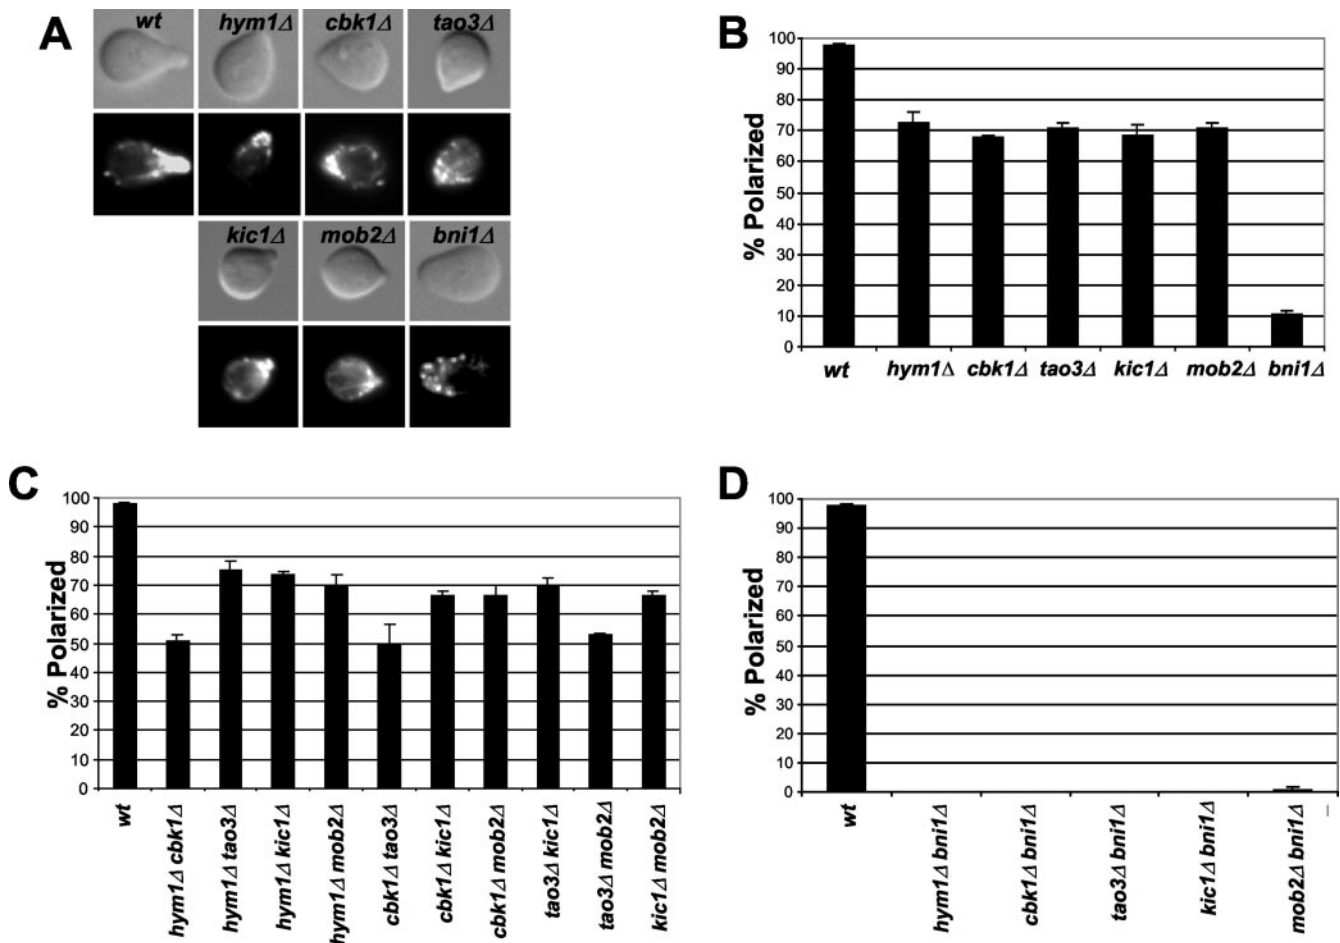 A
wt hym1Δ cbk1Δ tao3Δ
kic1Δ mob2Δ bni1Δ
B
% Polarized
100
90
80
70
60
50
40
30
20
10
0
wt hym1Δ cbk1Δ tao3Δ kic1Δ mob2Δ bni1Δ
C
% Polarized
100
90
80
70
60
50
40
30
20
10
0
wt
hym1Δ cbk1Δ
hym1Δ tao3Δ
hym1Δ kic1Δ
hym1Δ mob2Δ
cbk1Δ tao3Δ
cbk1Δ kic1Δ
cbk1Δ mob2Δ
tao3Δ kic1Δ
tao3Δ mob2Δ
kic1Δ mob2Δ
D
% Polarized
100
90
80
70
60
50
40
30
20
10
0
wt
hym1Δ bni1Δ
cbk1Δ bni1Δ
tao3Δ bni1Δ
kic1Δ bni1Δ
mob2Δ bni1Δ